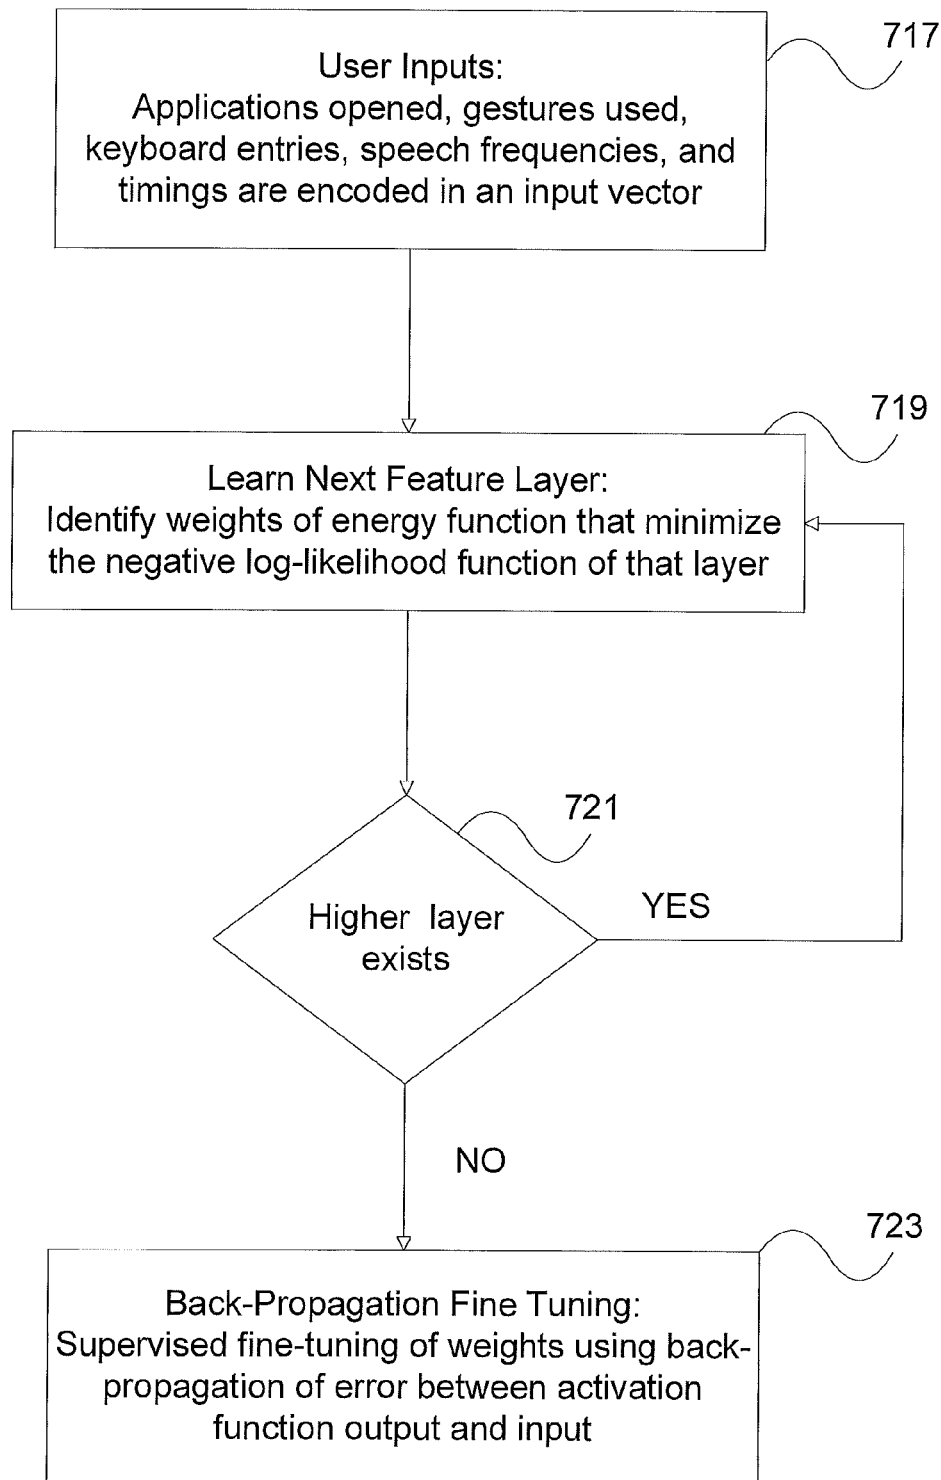 717
User Inputs:
Applications opened, gestures used,
keyboard entries, speech frequencies, and
timings are encoded in an input vector
719
Learn Next Feature Layer:
Identify weights of energy function that minimize
the negative log-likelihood function of that layer
721
Higher layer
exists
YES
NO
723
Back-Propagation Fine Tuning:
Supervised fine-tuning of weights using back-
propagation of error between activation
function output and input